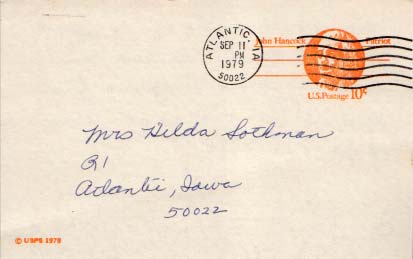 ATLANTIC, IA
SEP 11
PM
1979
50022
John Hancock Patriot
U.S. Postage 10¢
Mrs Hilda Sothman
R1
Atlantic, Iowa
50022
© USPS 1978